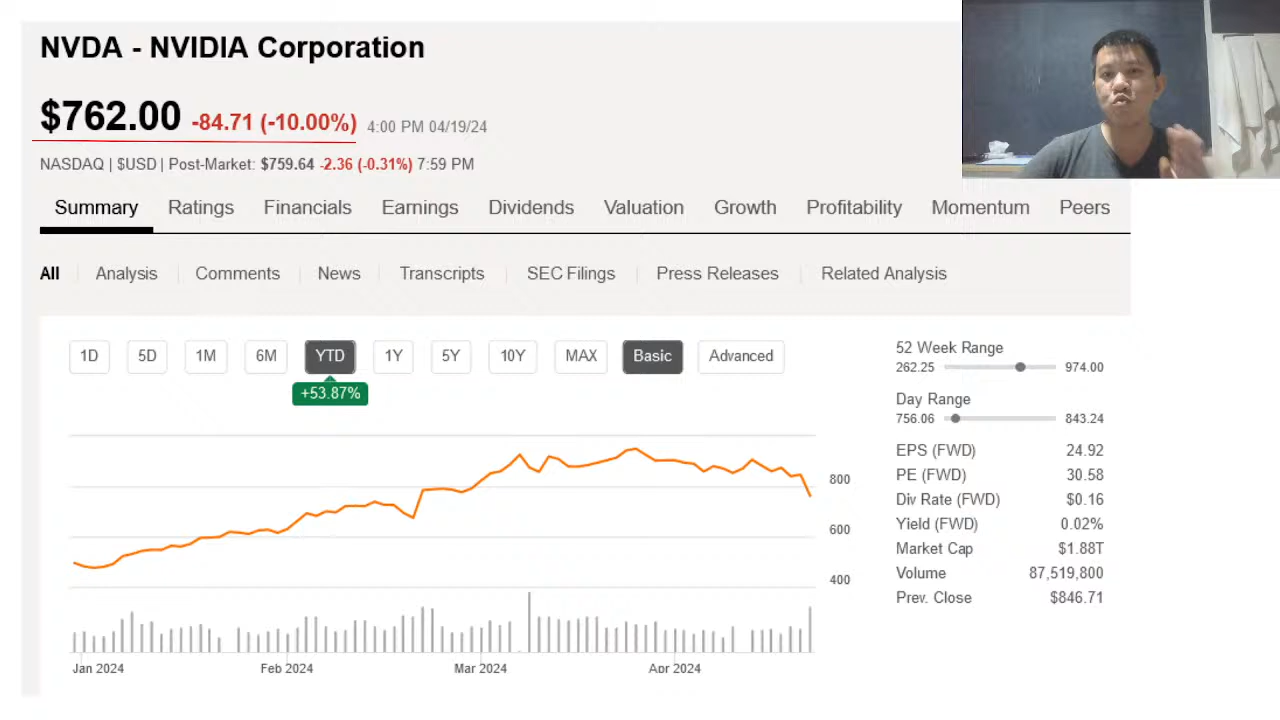 NVDA - NVIDIA Corporation
$762.00 -84.71 (-10.00%) 4:00 PM 04/19/24
NASDAQ | $USD | Post-Market: $759.64 -2.36 (-0.31%) 7:59 PM
Summary Ratings Financials Earnings Dividends Valuation Growth Profitability Momentum Peers
All Analysis Comments News Transcripts SEC Filings Press Releases Related Analysis
1D 5D 1M 6M YTD 1Y 5Y 10Y MAX Basic Advanced
+53.87%
800
600
400
Jan 2024 Feb 2024 Mar 2024 Apr 2024
52 Week Range
262.25 974.00
Day Range
756.06 843.24
EPS (FWD) 24.92
PE (FWD) 30.58
Div Rate (FWD) $0.16
Yield (FWD) 0.02%
Market Cap $1.88T
Volume 87,519,800
Prev. Close $846.71